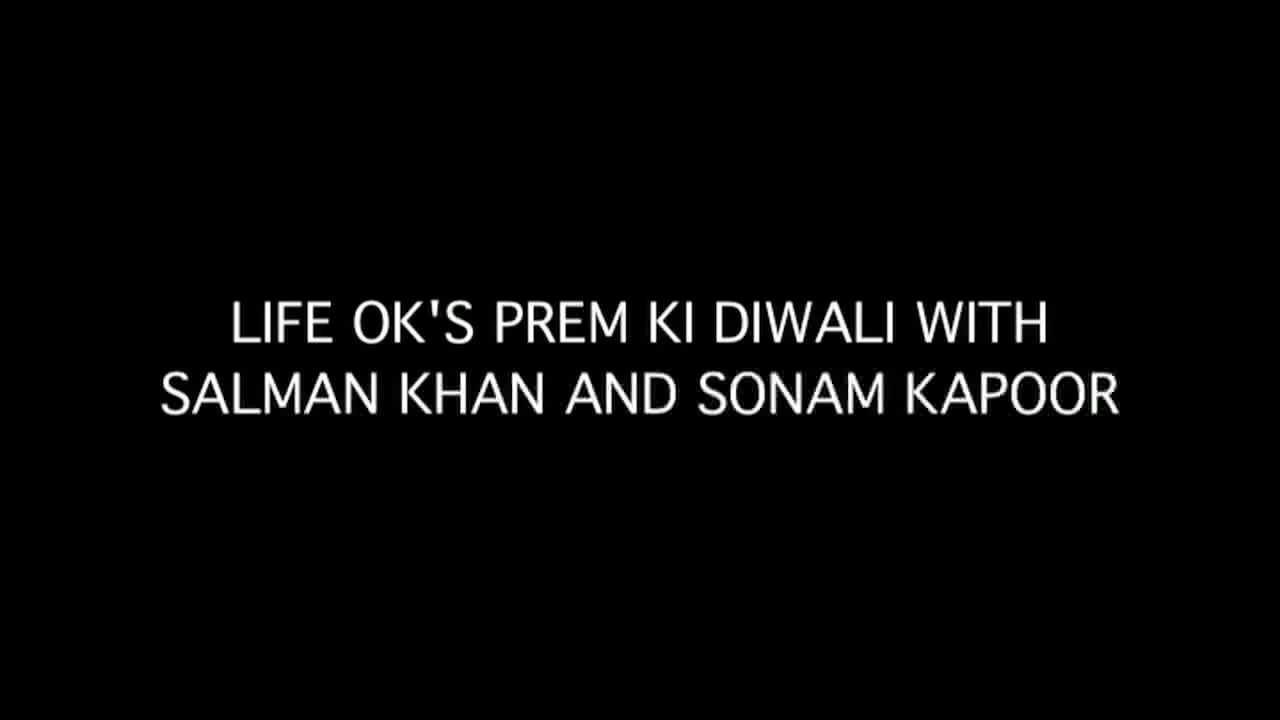 LIFE OK'S PREM KI DIWALI WITH
SALMAN KHAN AND SONAM KAPOOR